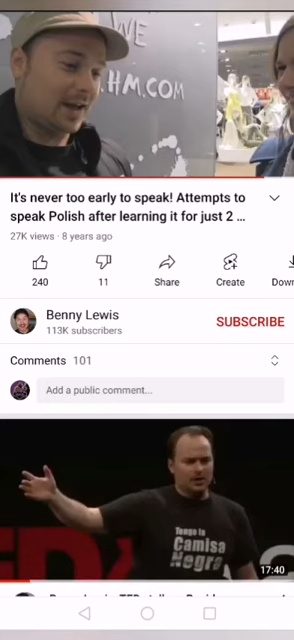 WE
.HM.COM
It's never too early to speak! Attempts to
speak Polish after learning it for just 2 ...
27K views · 8 years ago
240
11
Share
Create
Down
Benny Lewis
113K subscribers
SUBSCRIBE
Comments 101
Add a public comment...
Tengo la
Camisa
Negra
17:40